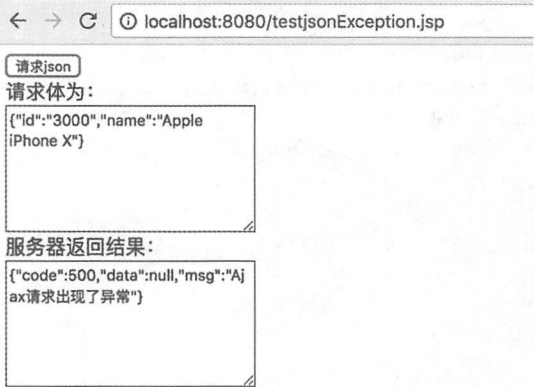 localhost:8080/testjsonException.jsp
请求json
请求体为：
{"id":"3000","name":"Apple
iPhone X"}
服务器返回结果：
{"code":500,"data":null,"msg":"Aj
ax请求出现了异常"}